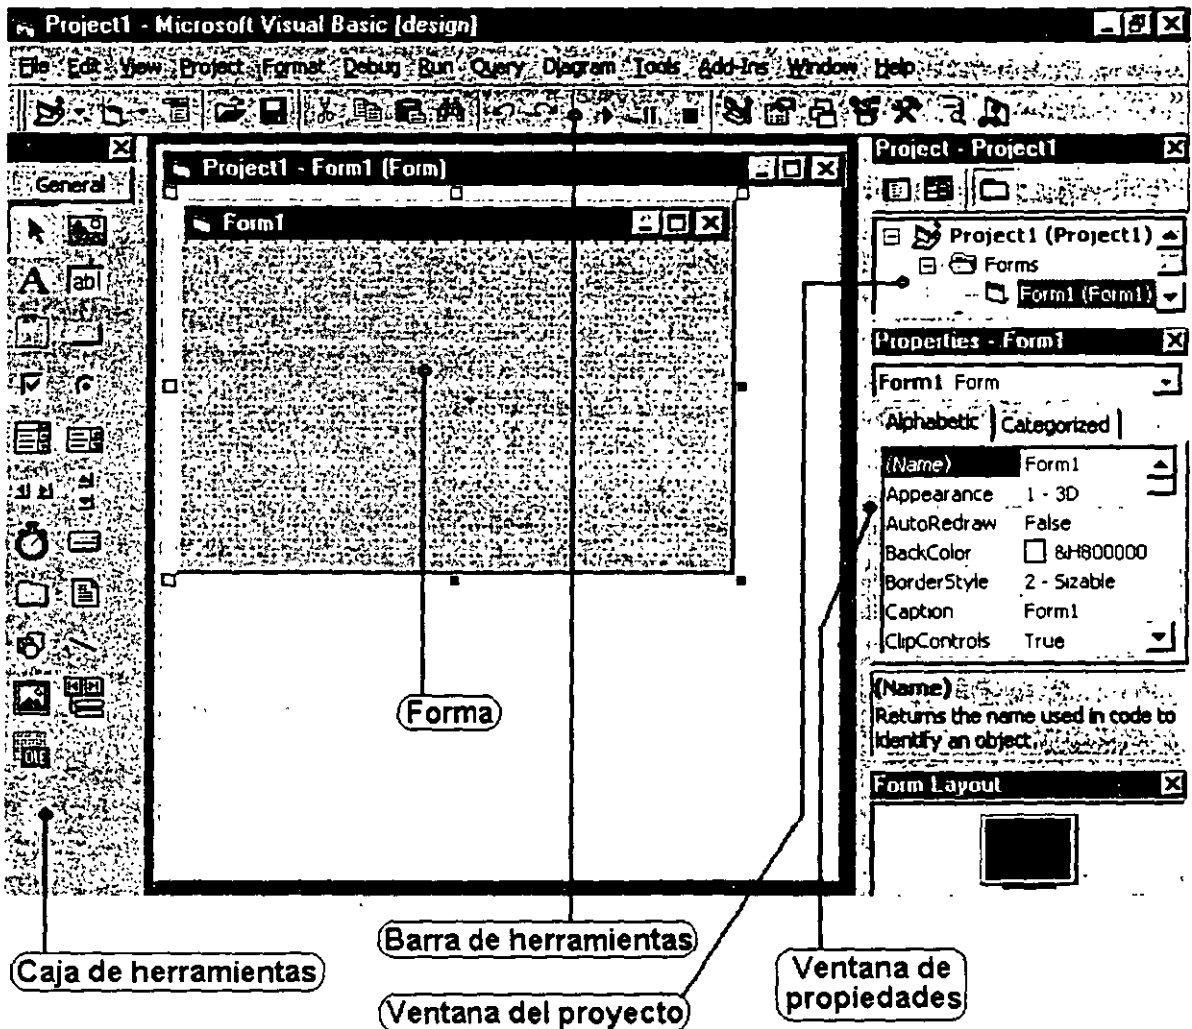 Project1 - Microsoft Visual Basic [design]
File Edit View Project Format Debug Run Query Diagram Tools Add-Ins Window Help
General
A
ab
Project1 - Form1 (Form)
Form1
Project - Project1
Project1 (Project1)
Forms
Form1 (Form1)
Properties - Form1
Form1 Form
Alphabetic Categorized
(Name) Form1
Appearance 1 - 3D
AutoRedraw False
BackColor &H800000
BorderStyle 2 - Sizable
Caption Form1
ClipControls True
(Name)
Returns the name used in code to
identify an object.
Form Layout
Forma
Caja de herramientas
Barra de herramientas
Ventana del proyecto
Ventana de
propiedades